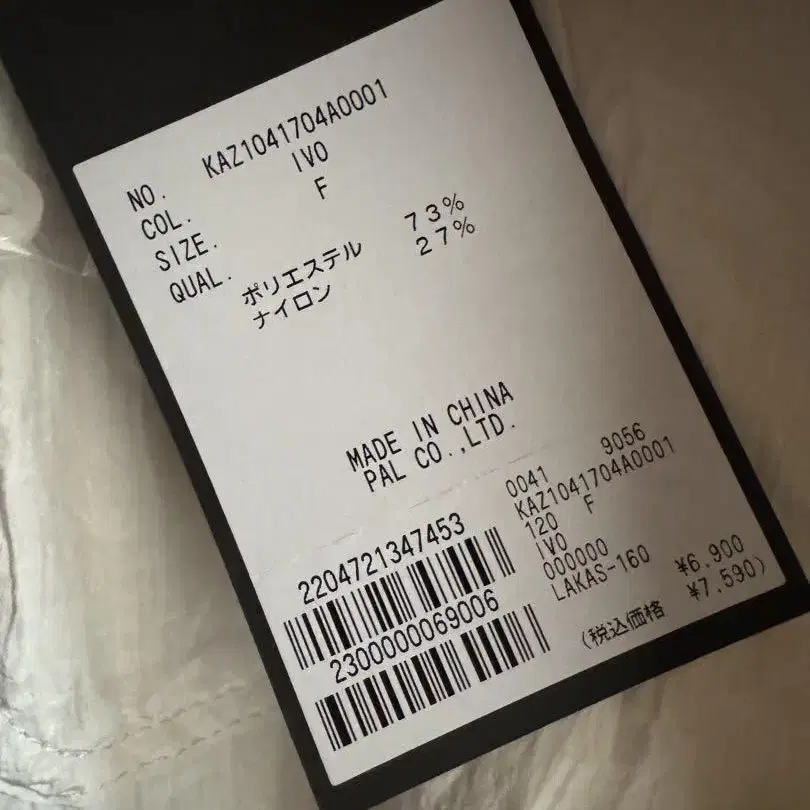 NO. KAZ1041704A0001
COL. IVO
SIZE. F
QUAL.
ポリエステル 73%
ナイロン 27%
MADE IN CHINA
PAL CO.,LTD.
2204721347453
2300000069006
0041 9056
KAZ1041704A0001
120 F
IVO
000000
LAKAS-160
¥6,900
(税込価格 ¥7,590)